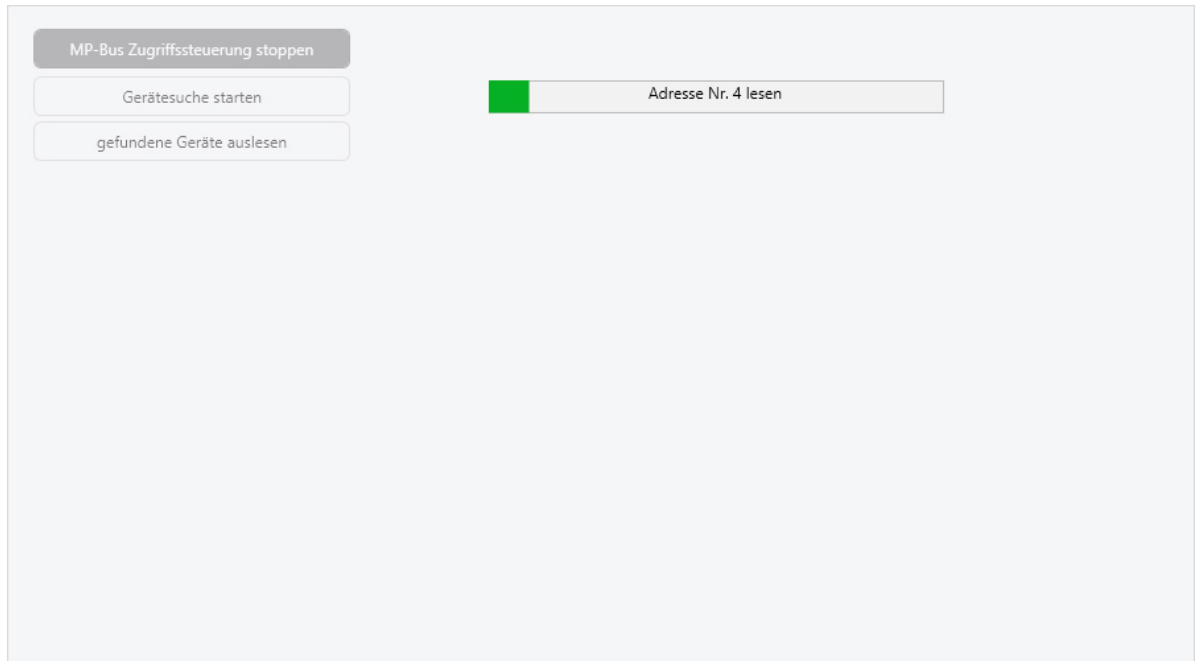 MP-Bus Zugriffssteuerung stoppen
Gerätesuche starten
Adresse Nr. 4 lesen
gefundene Geräte auslesen